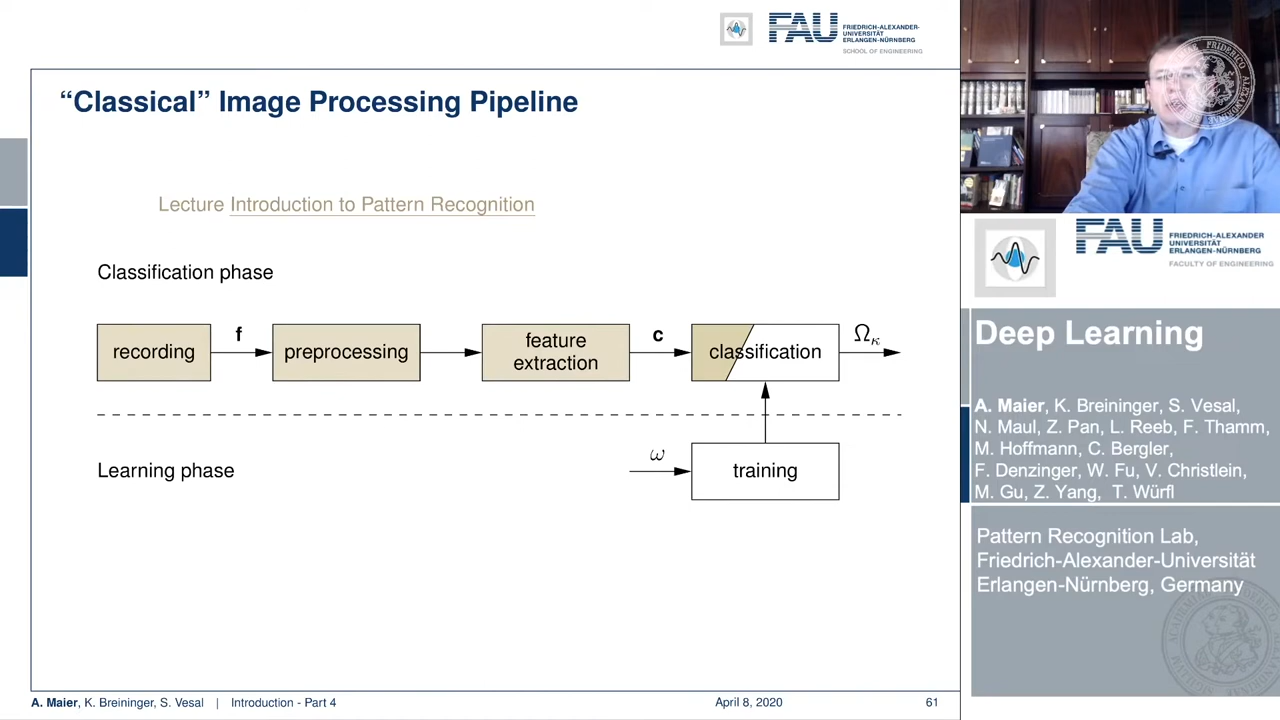 FAU
FRIEDRICH-ALEXANDER-
UNIVERSITÄT
ERLANGEN-NÜRNBERG
SCHOOL OF ENGINEERING
“Classical” Image Processing Pipeline
Lecture Introduction to Pattern Recognition
Classification phase
recording
f
preprocessing
feature
extraction
c
classification
Ωκ
Learning phase
ω
training
A. Maier, K. Breininger, S. Vesal | Introduction - Part 4
April 8, 2020
61
FAU
FRIEDRICH-ALEXANDER
UNIVERSITÄT
ERLANGEN-NÜRNBERG
FACULTY OF ENGINEERING
Deep Learning
A. Maier, K. Breininger, S. Vesal,
N. Maul, Z. Pan, L. Reeb, F. Thamm,
M. Hoffmann, C. Bergler,
F. Denzinger, W. Fu, V. Christlein,
M. Gu, Z. Yang, T. Würfl
Pattern Recognition Lab,
Friedrich-Alexander-Universität
Erlangen-Nürnberg, Germany